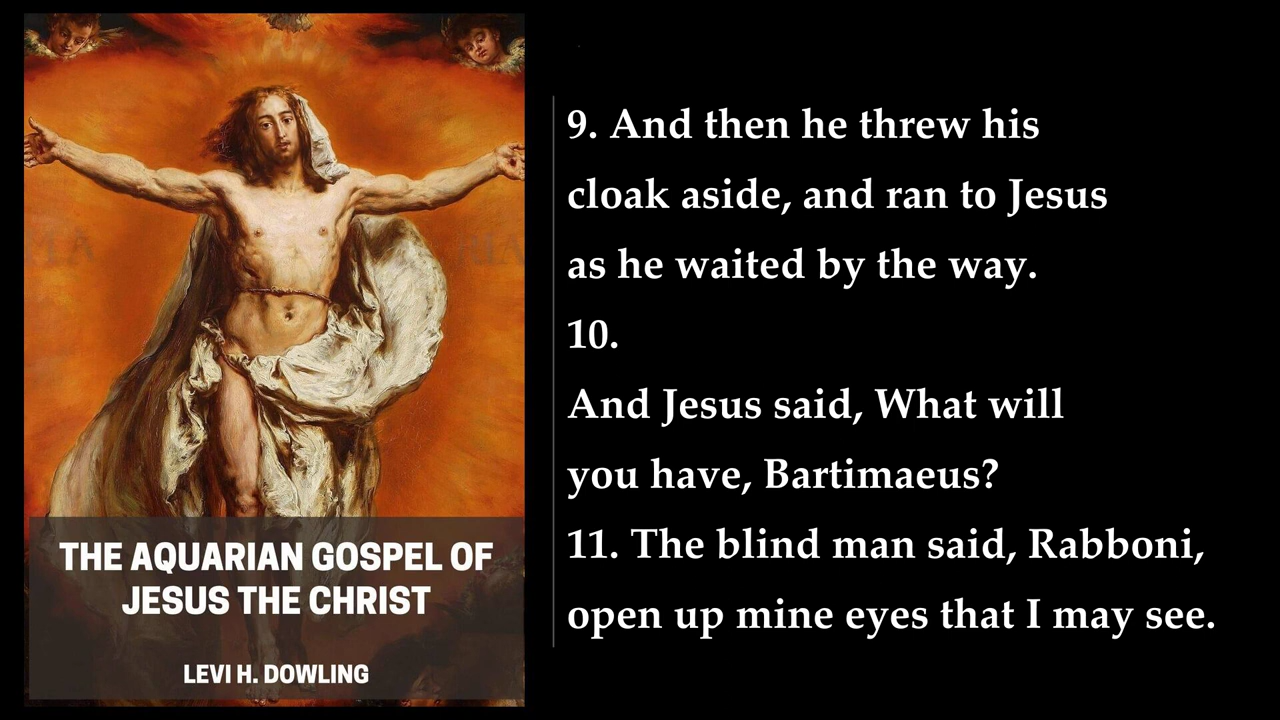 THE AQUARIAN GOSPEL OF
JESUS THE CHRIST
LEVI H. DOWLING
9. And then he threw his
cloak aside, and ran to Jesus
as he waited by the way.
10.
And Jesus said, What will
you have, Bartimaeus?
11. The blind man said, Rabboni,
open up mine eyes that I may see.